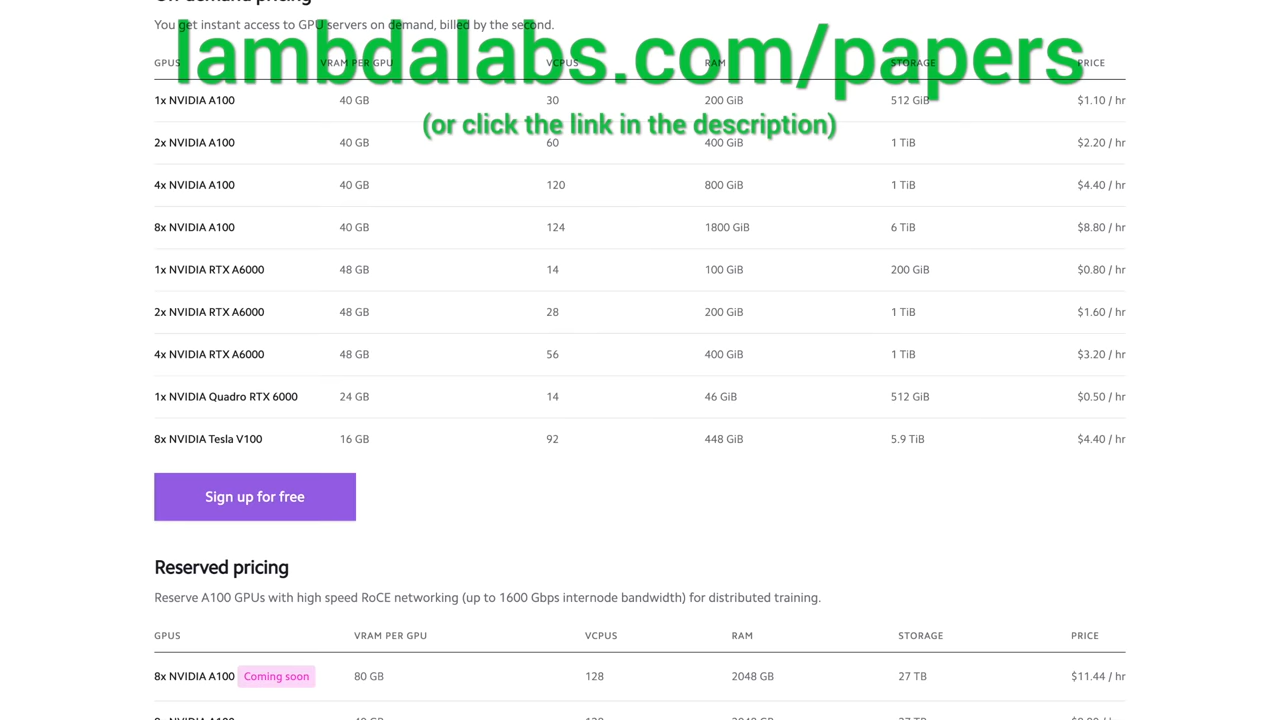 On-demand pricing
You get instant access to GPU servers on demand, billed by the second.
lambdalabs.com/papers
GPUS VRAM PER GPU VCPUS RAM STORAGE PRICE
1x NVIDIA A100 40 GB 30 200 GiB 512 GiB $1.10 / hr
(or click the link in the description)
2x NVIDIA A100 40 GB 60 400 GiB 1 TiB $2.20 / hr
4x NVIDIA A100 40 GB 120 800 GiB 1 TiB $4.40 / hr
8x NVIDIA A100 40 GB 124 1800 GiB 6 TiB $8.80 / hr
1x NVIDIA RTX A6000 48 GB 14 100 GiB 200 GiB $0.80 / hr
2x NVIDIA RTX A6000 48 GB 28 200 GiB 1 TiB $1.60 / hr
4x NVIDIA RTX A6000 48 GB 56 400 GiB 1 TiB $3.20 / hr
1x NVIDIA Quadro RTX 6000 24 GB 14 46 GiB 512 GiB $0.50 / hr
8x NVIDIA Tesla V100 16 GB 92 448 GiB 5.9 TiB $4.40 / hr
Sign up for free
Reserved pricing
Reserve A100 GPUs with high speed RoCE networking (up to 1600 Gbps internode bandwidth) for distributed training.
GPUS VRAM PER GPU VCPUS RAM STORAGE PRICE
8x NVIDIA A100 Coming soon 80 GB 128 2048 GB 27 TB $11.44 / hr